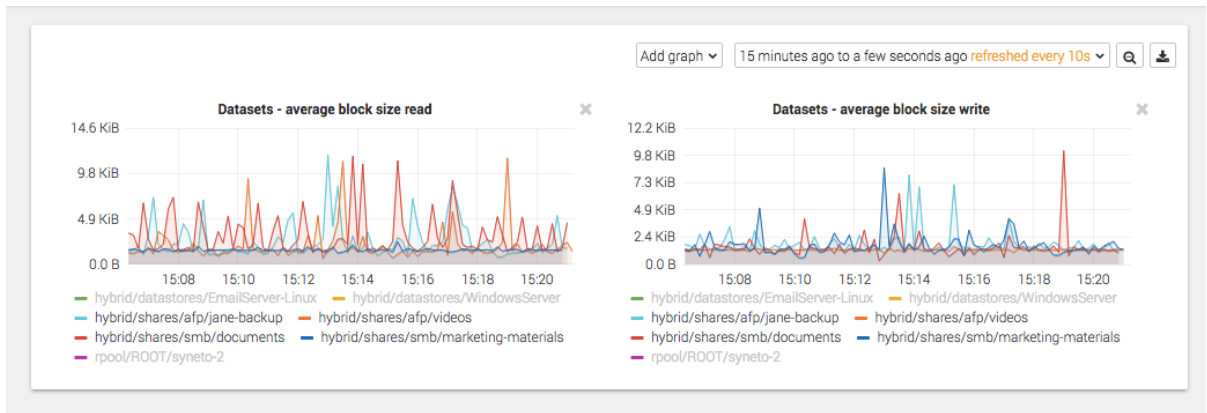 Add graph 15 minutes ago to a few seconds ago refreshed every 10s
Datasets - average block size read
14.6 KiB
9.8 KiB
4.9 KiB
0.0 B
15:08 15:10 15:12 15:14 15:16 15:18 15:20
hybrid/datastores/EmailServer-Linux hybrid/datastores/WindowsServer
hybrid/shares/afp/jane-backup hybrid/shares/afp/videos
hybrid/shares/smb/documents hybrid/shares/smb/marketing-materials
rpool/ROOT/syneto-2
Datasets - average block size write
12.2 KiB
9.8 KiB
7.3 KiB
4.9 KiB
2.4 KiB
0.0 B
15:08 15:10 15:12 15:14 15:16 15:18 15:20
hybrid/datastores/EmailServer-Linux hybrid/datastores/WindowsServer
hybrid/shares/afp/jane-backup hybrid/shares/afp/videos
hybrid/shares/smb/documents hybrid/shares/smb/marketing-materials
rpool/ROOT/syneto-2